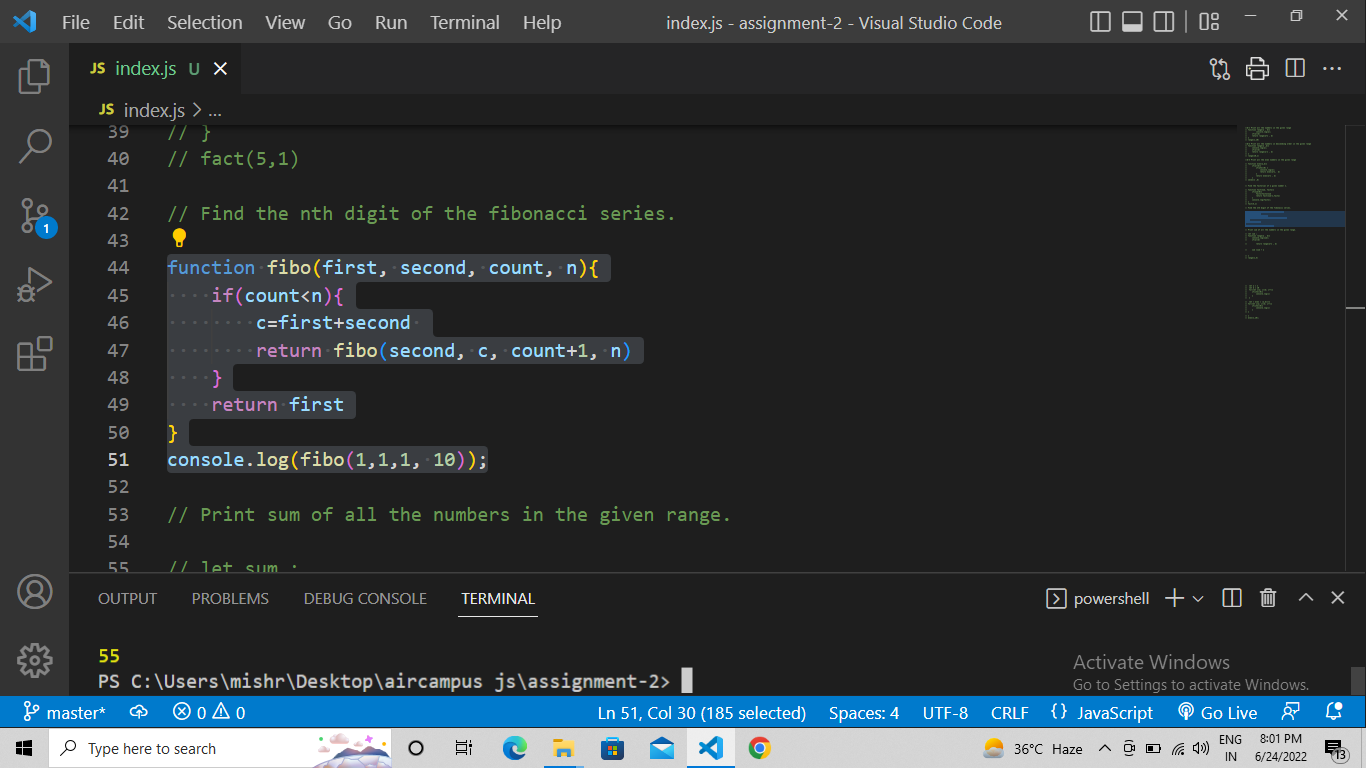 File Edit Selection View Go Run Terminal Help index.js - assignment-2 - Visual Studio Code
JS index.js U
JS index.js > ...
39 // }
40 // fact(5,1)
41
42 // Find the nth digit of the fibonacci series.
43
44 function fibo(first, second, count, n){
45 if(count<n){
46 c=first+second
47 return fibo(second, c, count+1, n)
48 }
49 return first
50 }
51 console.log(fibo(1,1,1, 10));
52
53 // Print sum of all the numbers in the given range.
54
55 // let sum ;
1
OUTPUT PROBLEMS DEBUG CONSOLE TERMINAL powershell
55
PS C:\Users\mishr\Desktop\aircampus js\assignment-2>
Activate Windows
Go to Settings to activate Windows.
master* 0 0 Ln 51, Col 30 (185 selected) Spaces: 4 UTF-8 CRLF {} JavaScript Go Live
Type here to search 36°C Haze ENG 8:01 PM
IN 6/24/2022 13